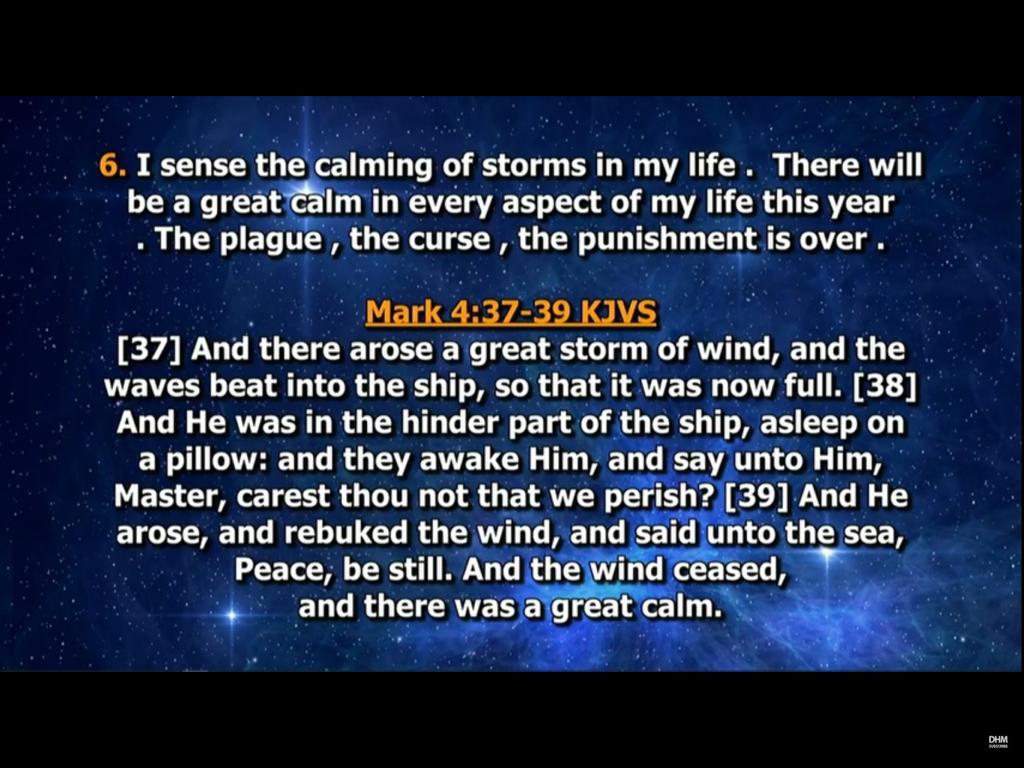 6. I sense the calming of storms in my life .  There will
be a great calm in every aspect of my life this year
. The plague , the curse , the punishment is over .
Mark 4:37-39 KJVS
[37] And there arose a great storm of wind, and the
waves beat into the ship, so that it was now full. [38]
And He was in the hinder part of the ship, asleep on
a pillow: and they awake Him, and say unto Him,
Master, carest thou not that we perish? [39] And He
arose, and rebuked the wind, and said unto the sea,
Peace, be still. And the wind ceased,
and there was a great calm.
DHM
SUBSCRIBE